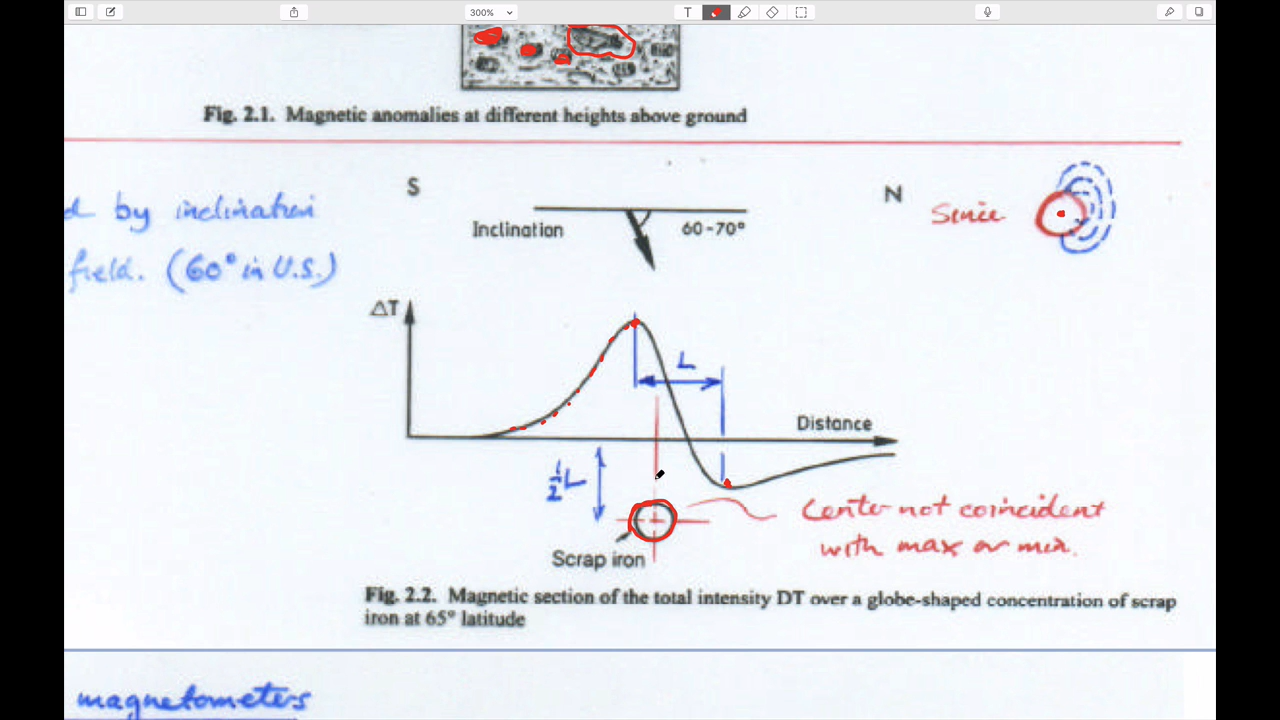 300%
T
Fig. 2.1. Magnetic anomalies at different heights above ground
S
N
d by inclination
field. (60° in U.S.)
Inclination
60-70°
ΔT
L
Distance
½L
Center not coincident
with max or min.
Scrap iron
Fig. 2.2. Magnetic section of the total intensity DT over a globe-shaped concentration of scrap
iron at 65° latitude
magnetometers